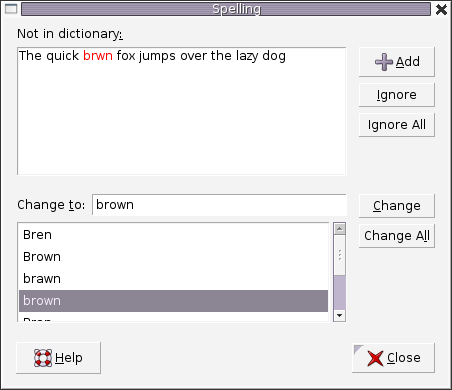 Spelling
Not in dictionary:
The quick brwn fox jumps over the lazy dog
Add
Ignore
Ignore All
Change to: brown
Change
Bren
Change All
Brown
brawn
brown
Bran
Help
Close